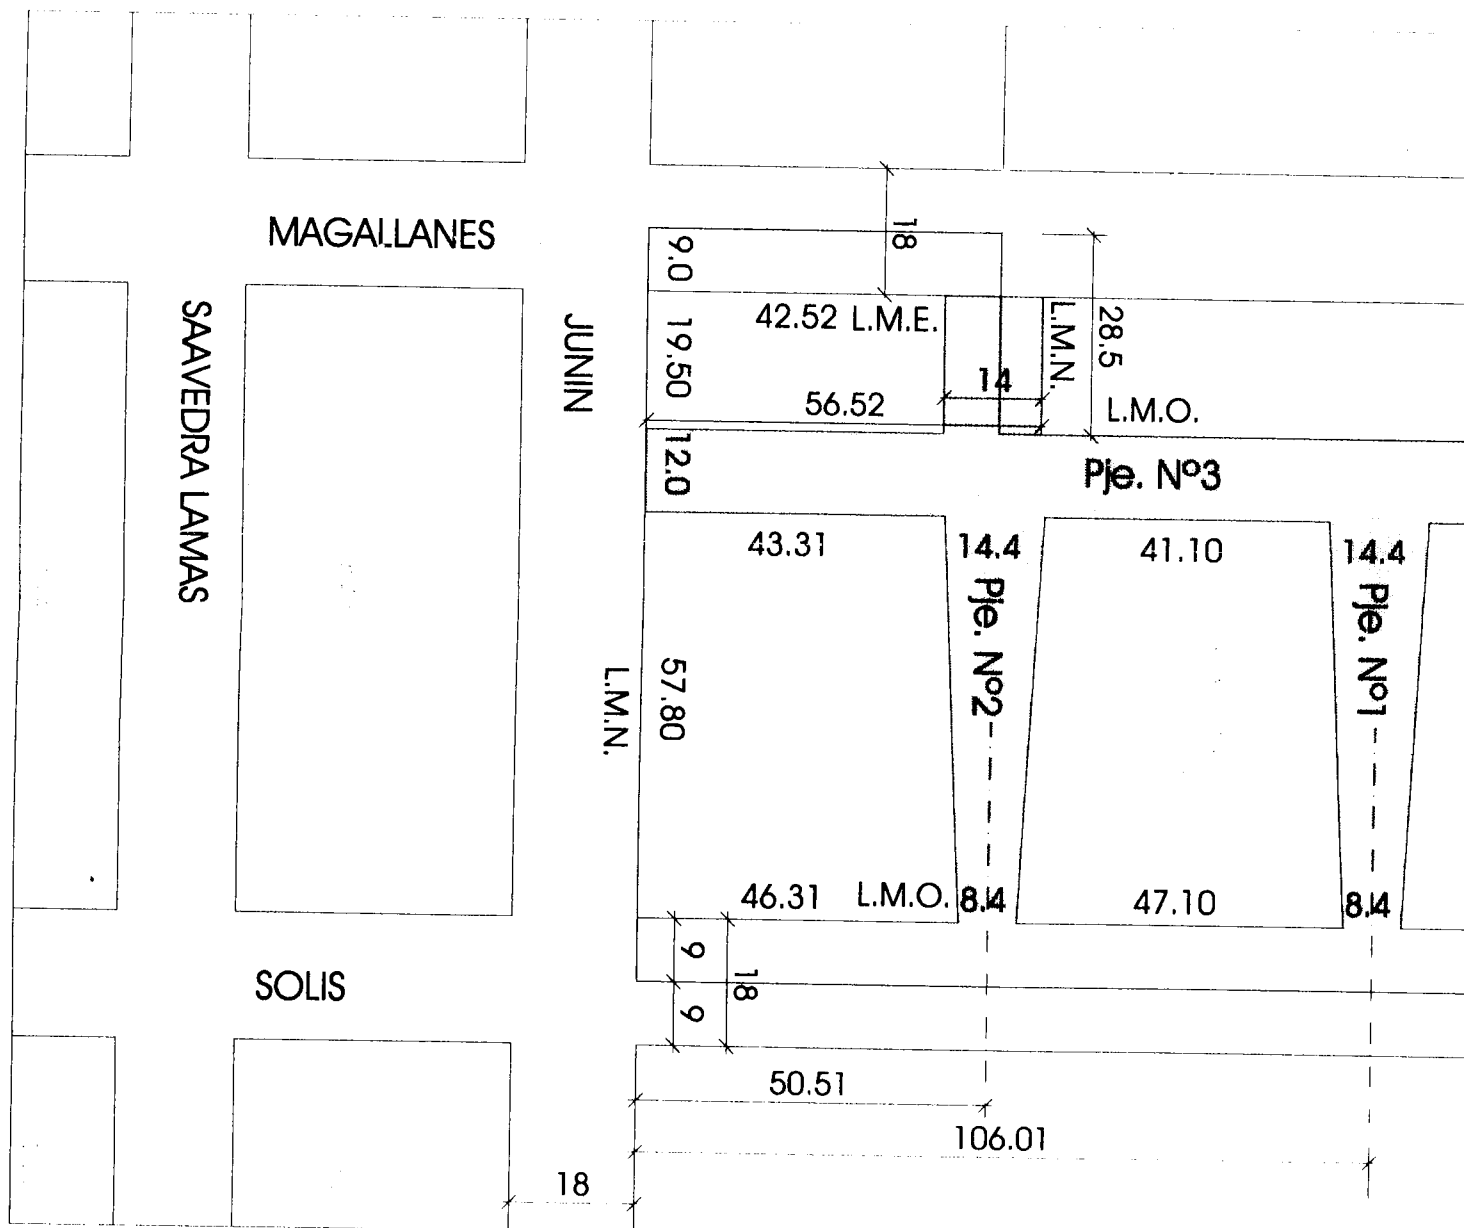 MAGALLANES
18
9.0
42.52 L.M.E.
L.M.N.
28.5
SAAVEDRA LAMAS
JUNIN
19.50
14
56.52
L.M.O.
12.0
Pje. Nº3
43.31
14.4
41.10
14.4
Pje. Nº2
Pje. Nº1
L.M.N.
57.80
46.31
L.M.O.
8.4
47.10
8.4
9
18
SOLIS
9
50.51
106.01
18